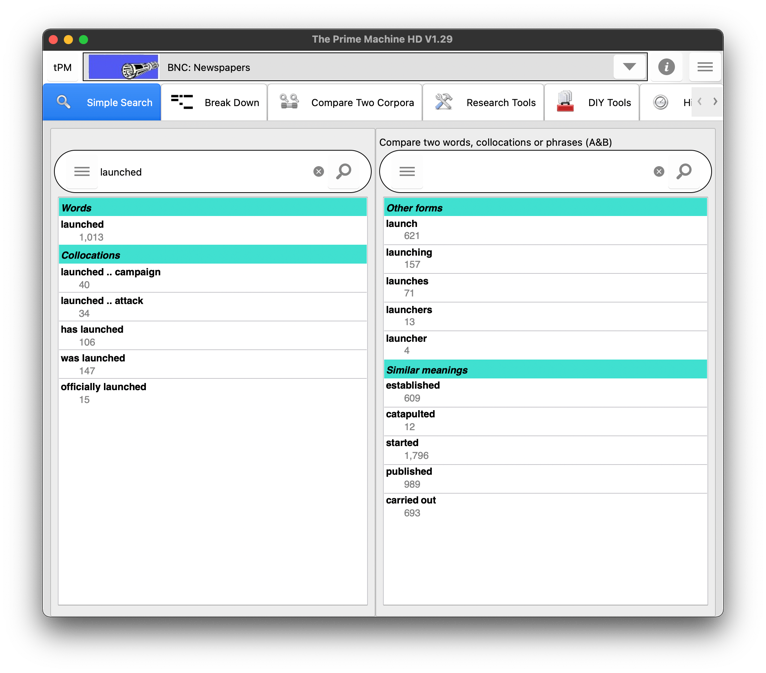 The Prime Machine HD V1.29
tPM
BNC: Newspapers
Simple Search
Break Down
Compare Two Corpora
Research Tools
DIY Tools
Hi
Compare two words, collocations or phrases (A&B)
launched
Words
launched
1,013
Collocations
launched .. campaign
40
launched .. attack
34
has launched
106
was launched
147
officially launched
15
Other forms
launch
621
launching
157
launches
71
launchers
13
launcher
4
Similar meanings
established
609
catapulted
12
started
1,796
published
989
carried out
693